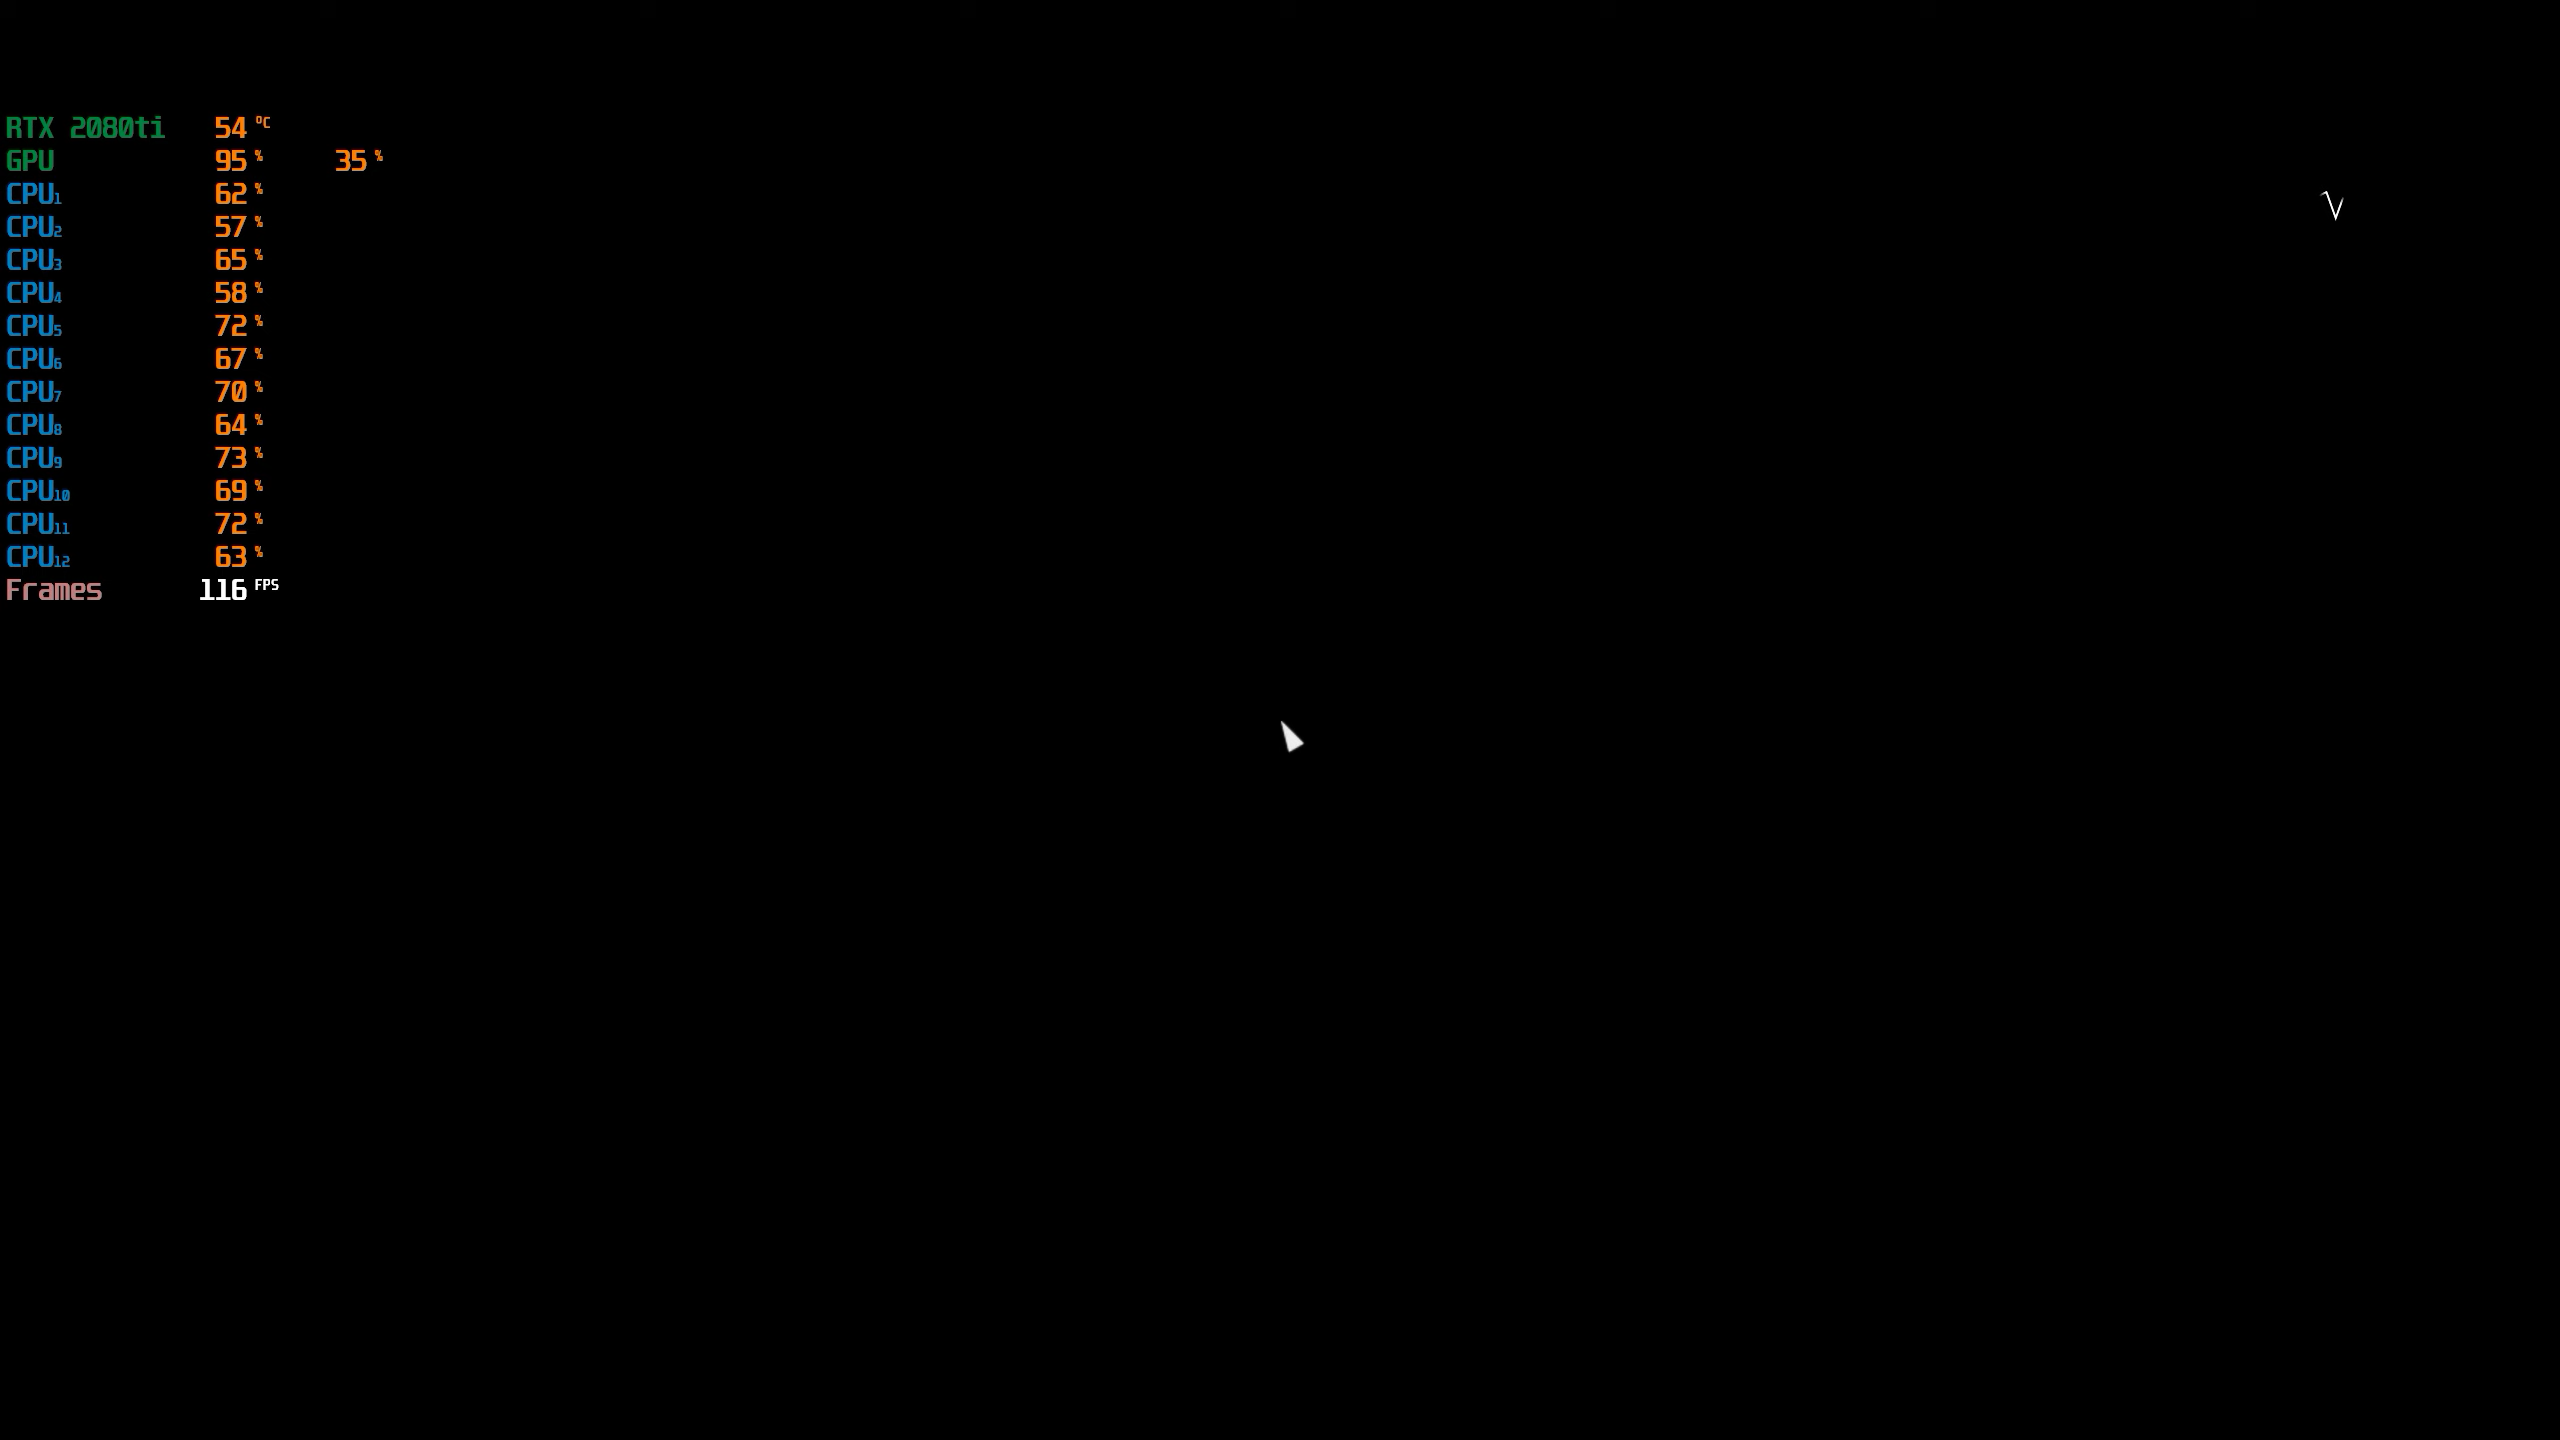 RTX 2080ti 54 °C
GPU 95 % 35 %
CPU1 62 %
CPU2 57 %
CPU3 65 %
CPU4 58 %
CPU5 72 %
CPU6 67 %
CPU7 70 %
CPU8 64 %
CPU9 73 %
CPU10 69 %
CPU11 72 %
CPU12 63 %
Frames 116 FPS